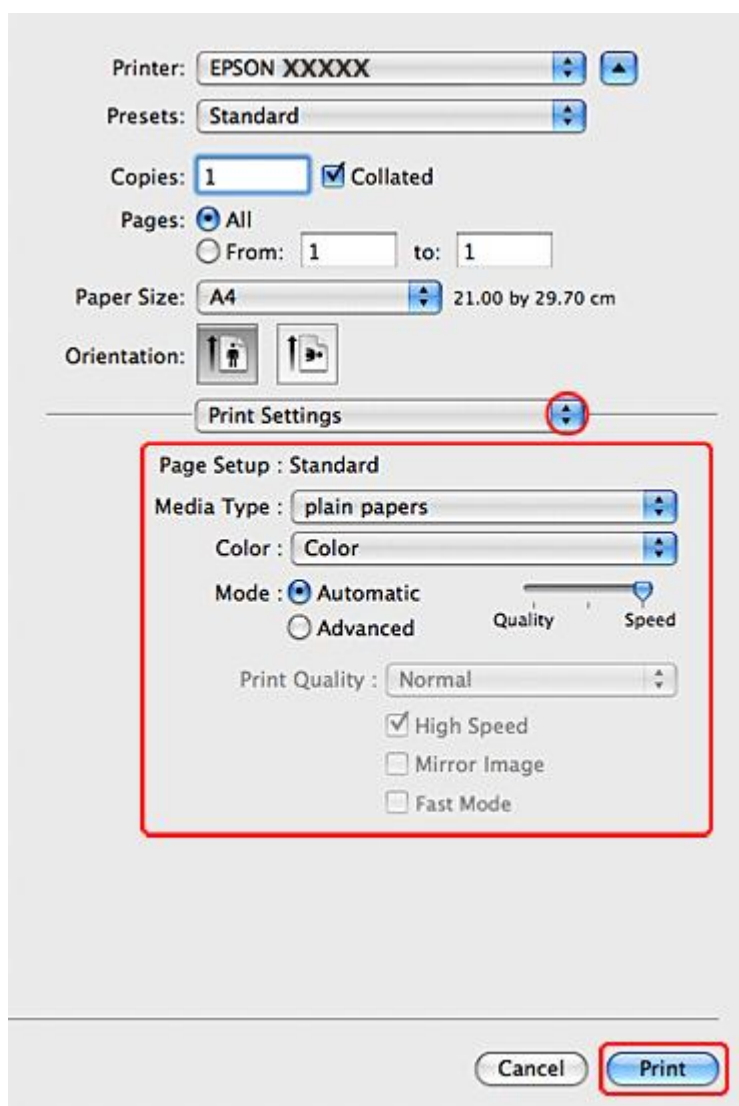 Printer: EPSON XXXXX
Presets: Standard
Copies: 1 Collated
Pages: All
From: 1 to: 1
Paper Size: A4 21.00 by 29.70 cm
Orientation:
Print Settings
Page Setup : Standard
Media Type : plain papers
Color : Color
Mode : Automatic
Advanced Quality Speed
Print Quality : Normal
High Speed
Mirror Image
Fast Mode
Cancel Print